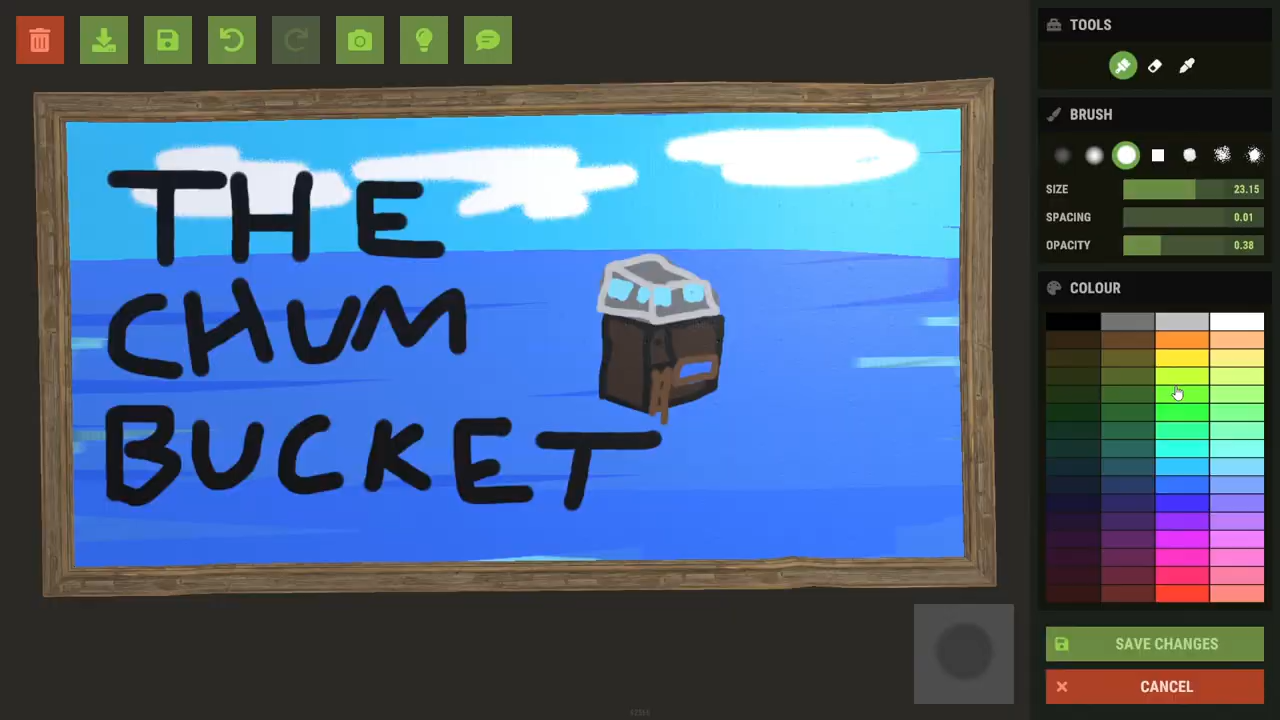 TOOLS
BRUSH
SIZE 23.15
SPACING 0.01
OPACITY 0.38
COLOUR
THE
CHUM
BUCKET
SAVE CHANGES
CANCEL